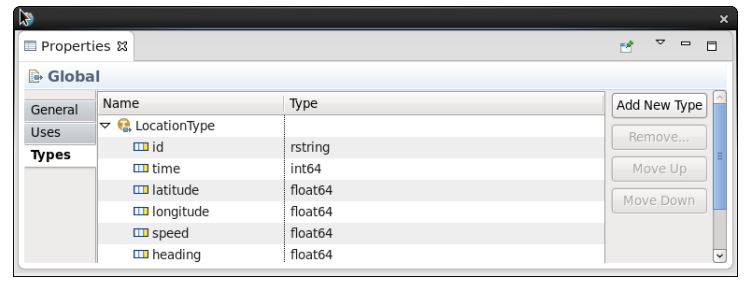 Properties
Global
General
Uses
Types
Name Type
LocationType
id rstring
time int64
latitude float64
longitude float64
speed float64
heading float64
Add New Type
Remove...
Move Up
Move Down